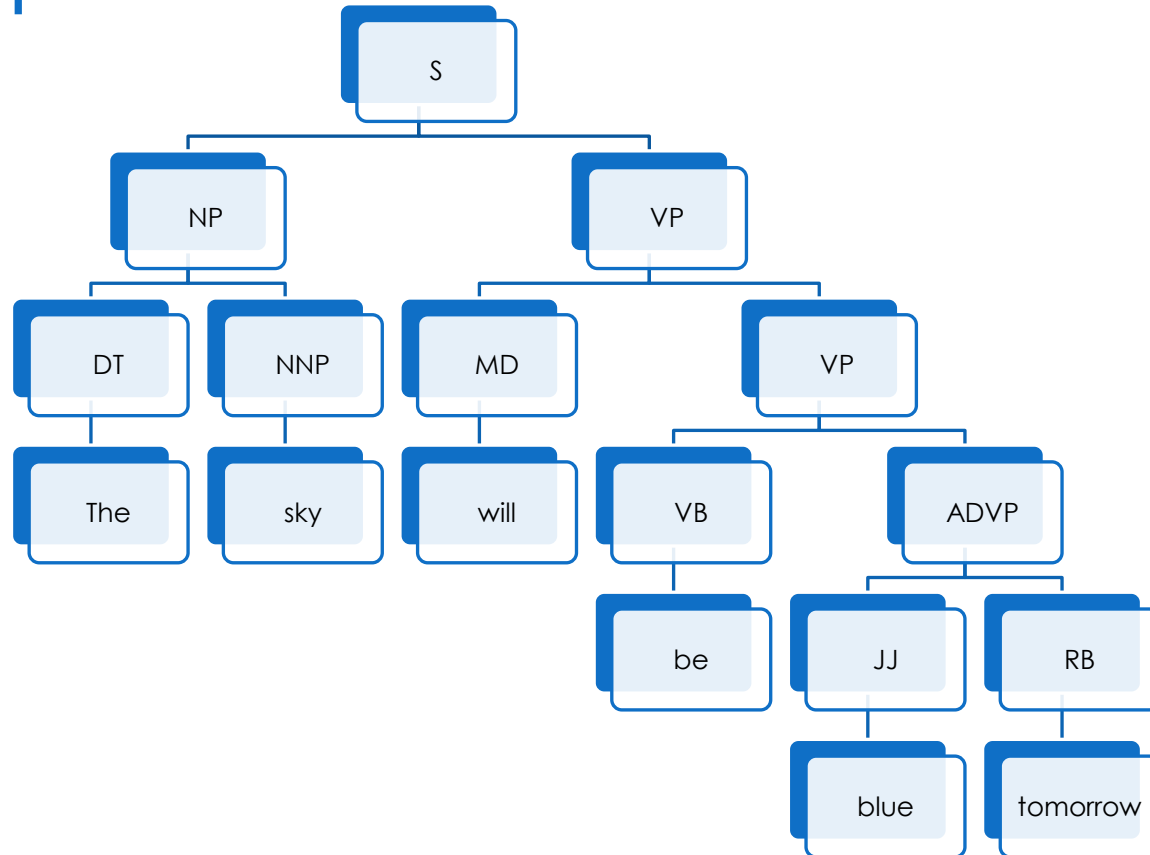 S
NP VP
DT NNP MD VP
The sky will VB ADVP
be JJ RB
blue tomorrow